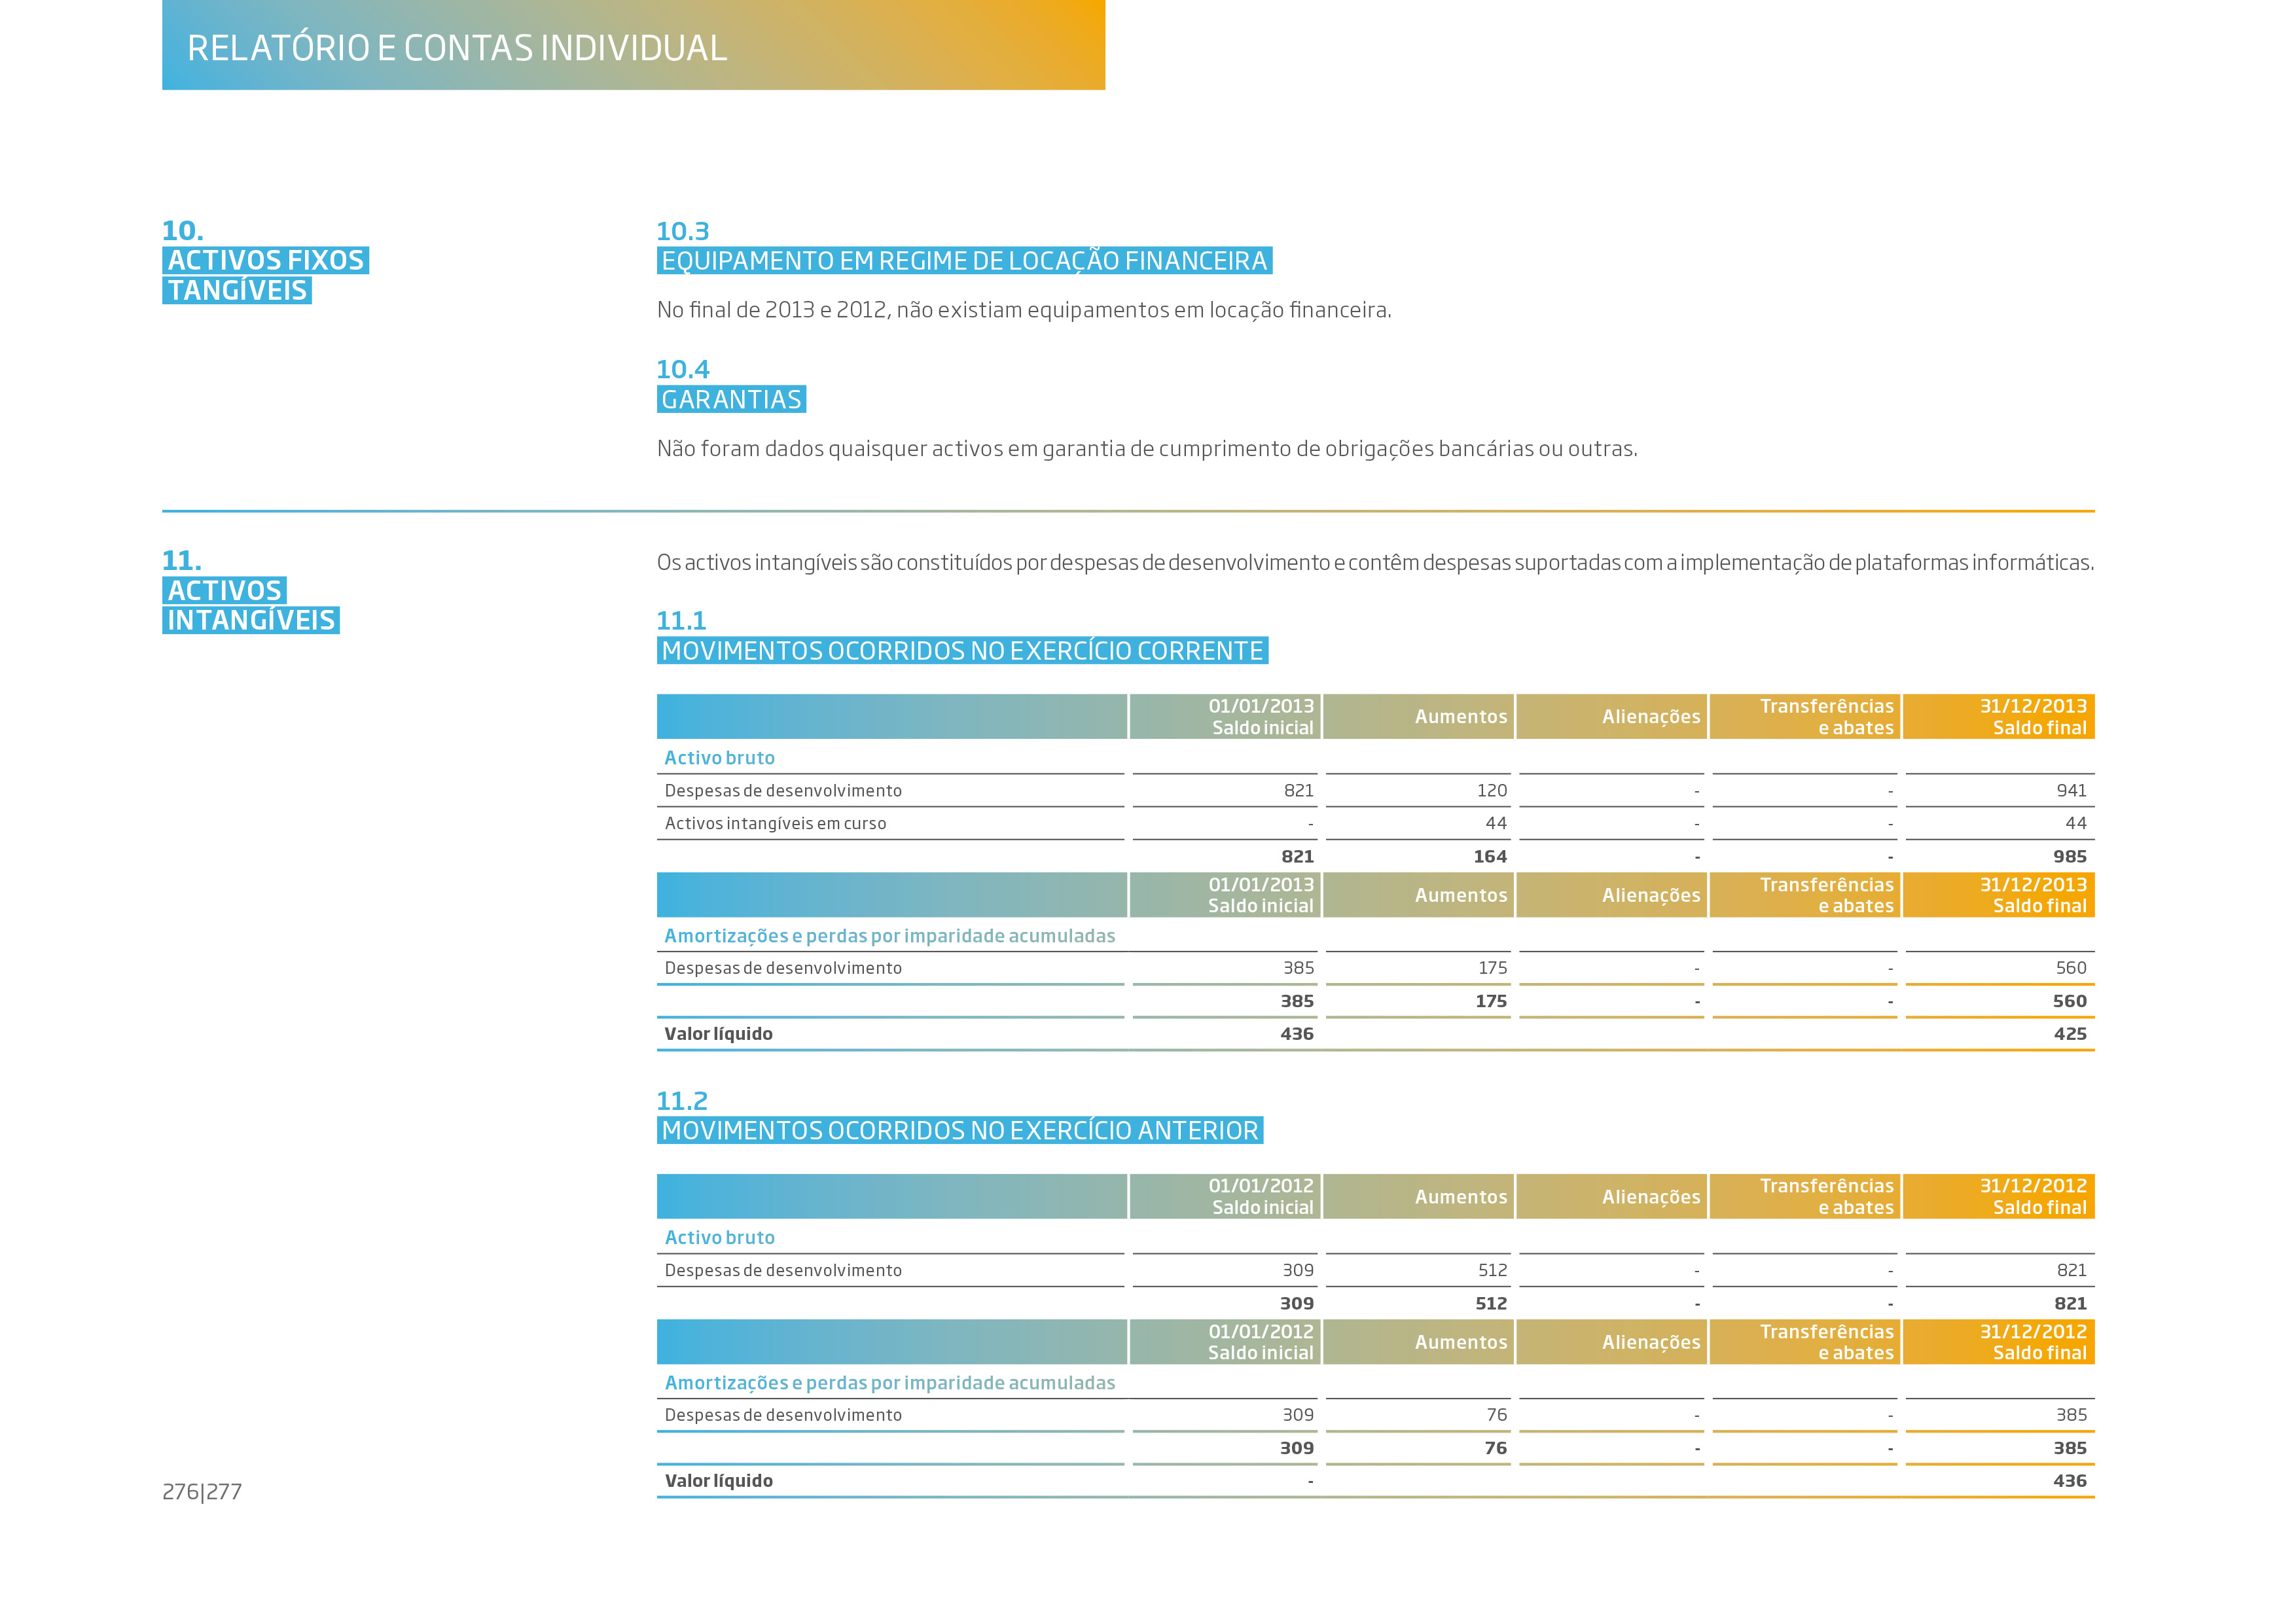 RELATÓRIO E CONTAS INDIVIDUAL
10.
ACTIVOS FIXOS
TANGÍVEIS
10.3
EQUIPAMENTO EM REGIME DE LOCAÇÃO FINANCEIRA
No final de 2013 e 2012, não existiam equipamentos em locação financeira.
10.4
GARANTIAS
Não foram dados quaisquer activos em garantia de cumprimento de obrigações bancárias ou outras.
11.
ACTIVOS
INTANGÍVEIS
Os activos intangíveis são constituídos por despesas de desenvolvimento e contêm despesas suportadas com a implementação de plataformas informáticas.
11.1
MOVIMENTOS OCORRIDOS NO EXERCÍCIO CORRENTE
01/01/2013 Saldo inicial Aumentos Alienações Transferências e abates 31/12/2013 Saldo final
Activo bruto
Despesas de desenvolvimento 821 120 - - 941
Activos intangíveis em curso - 44 - - 44
821 164 - - 985
01/01/2013 Saldo inicial Aumentos Alienações Transferências e abates 31/12/2013 Saldo final
Amortizações e perdas por imparidade acumuladas
Despesas de desenvolvimento 385 175 - - 560
385 175 - - 560
Valor líquido 436 425
11.2
MOVIMENTOS OCORRIDOS NO EXERCÍCIO ANTERIOR
01/01/2012 Saldo inicial Aumentos Alienações Transferências e abates 31/12/2012 Saldo final
Activo bruto
Despesas de desenvolvimento 309 512 - - 821
309 512 - - 821
01/01/2012 Saldo inicial Aumentos Alienações Transferências e abates 31/12/2012 Saldo final
Amortizações e perdas por imparidade acumuladas
Despesas de desenvolvimento 309 76 - - 385
309 76 - - 385
Valor líquido - 436
276|277